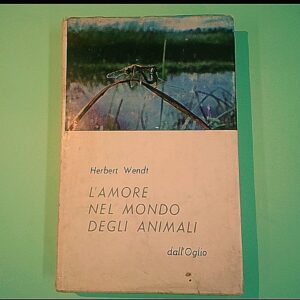 Herbert Wendt
L'AMORE
NEL MONDO
DEGLI ANIMALI
dall'Oglio